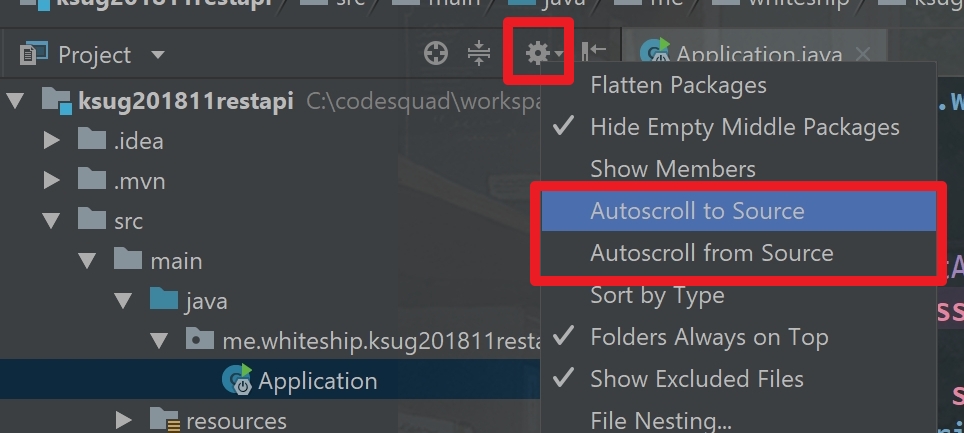 ksug201811restapi src main java me whiteship ksug
Project
Application.java
ksug201811restapi C:\codesquad\workspa
.idea
.mvn
src
main
java
me.whiteship.ksug201811resta
Application
resources
Flatten Packages
Hide Empty Middle Packages
Show Members
Autoscroll to Source
Autoscroll from Source
Sort by Type
Folders Always on Top
Show Excluded Files
File Nesting...